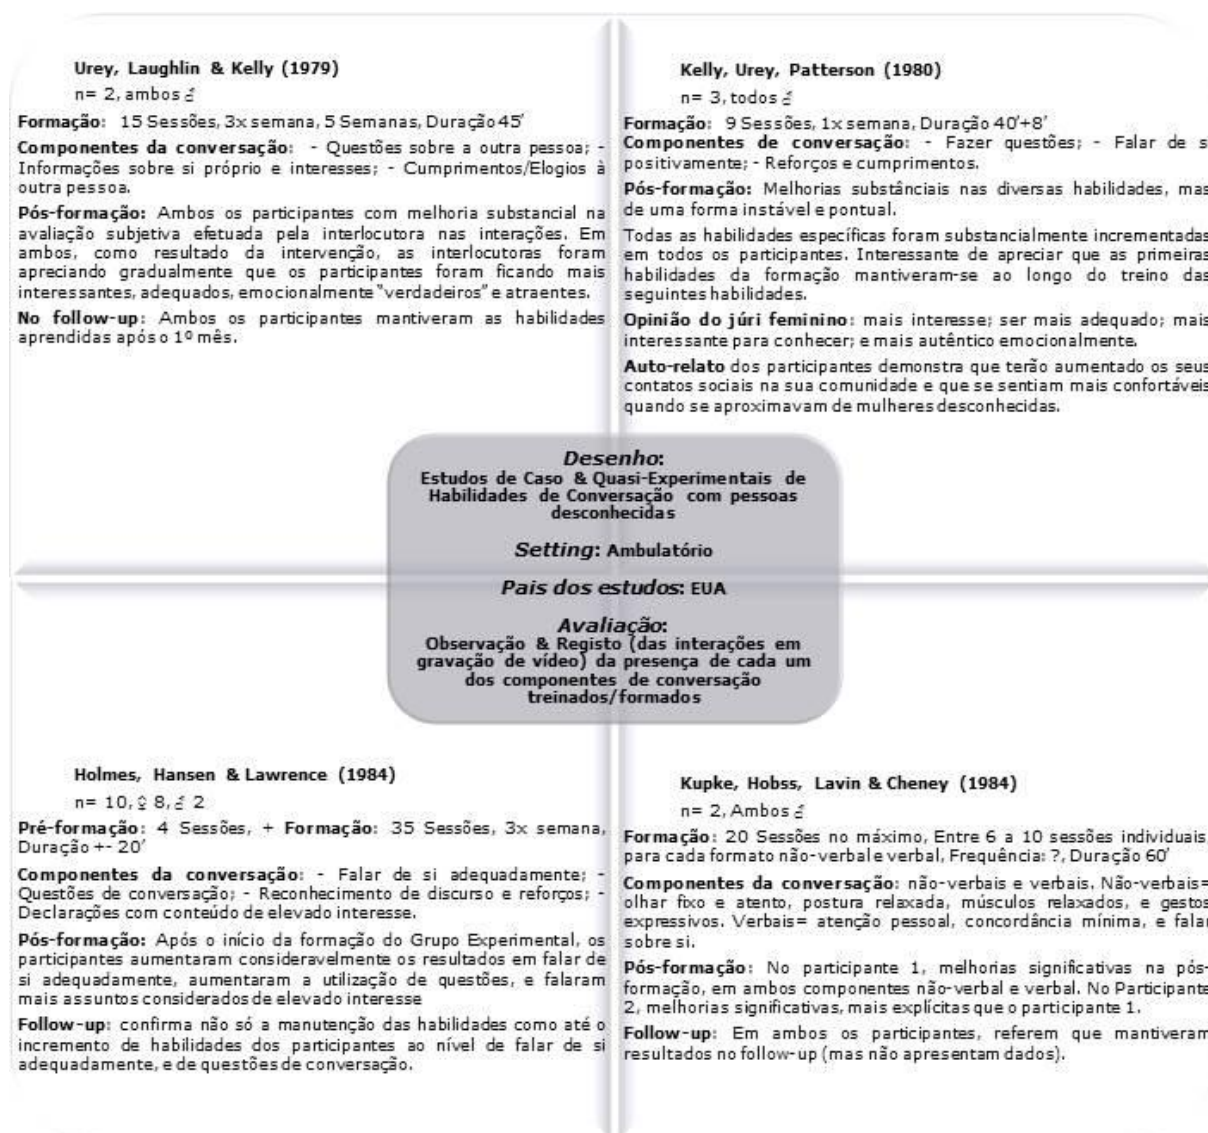 Urey, Laughlin & Kelly (1979)
n= 2, ambos ♂
Formação: 15 Sessões, 3x semana, 5 Semanas, Duração 45’
Componentes da conversação: - Questões sobre a outra pessoa; -
Informações sobre si próprio e interesses; - Cumprimentos/Elogios à
outra pessoa.
Pós-formação: Ambos os participantes com melhoria substancial na
avaliação subjetiva efetuada pela interlocutora nas interações. Em
ambos, como resultado da intervenção, as interlocutoras foram
apreciando gradualmente que os participantes foram ficando mais
interessantes, adequados, emocionalmente “verdadeiros” e atraentes.
No follow-up: Ambos os participantes mantiveram as habilidades
aprendidas após o 1º mês.
Kelly, Urey, Patterson (1980)
n= 3, todos ♂
Formação: 9 Sessões, 1x semana, Duração 40’+8’
Componentes de conversação: - Fazer questões; - Falar de si
positivamente; - Reforços e cumprimentos.
Pós-formação: Melhorias substânciais nas diversas habilidades, mas
de uma forma instável e pontual.
Todas as habilidades específicas foram substancialmente incrementadas
em todos os participantes. Interessante de apreciar que as primeiras
habilidades da formação mantiveram-se ao longo do treino das
seguintes habilidades.
Opinião do júri feminino: mais interesse; ser mais adequado; mais
interessante para conhecer; e mais autêntico emocionalmente.
Auto-relato dos participantes demonstra que terão aumentado os seus
contatos sociais na sua comunidade e que se sentiam mais confortáveis
quando se aproximavam de mulheres desconhecidas.
Desenho:
Estudos de Caso & Quasi-Experimentais de
Habilidades de Conversação com pessoas
desconhecidas
Setting: Ambulatório
Pais dos estudos: EUA
Avaliação:
Observação & Registo (das interações em
gravação de vídeo) da presença de cada um
dos componentes de conversação
treinados/formados
Holmes, Hansen & Lawrence (1984)
n= 10, ♀ 8, ♂ 2
Pré-formação: 4 Sessões, + Formação: 35 Sessões, 3x semana,
Duração +- 20’
Componentes da conversação: - Falar de si adequadamente; -
Questões de conversação; - Reconhecimento de discurso e reforços; -
Declarações com conteúdo de elevado interesse.
Pós-formação: Após o início da formação do Grupo Experimental, os
participantes aumentaram consideravelmente os resultados em falar de
si adequadamente, aumentaram a utilização de questões, e falaram
mais assuntos considerados de elevado interesse
Follow-up: confirma não só a manutenção das habilidades como até o
incremento de habilidades dos participantes ao nível de falar de si
adequadamente, e de questões de conversação.
Kupke, Hobss, Lavin & Cheney (1984)
n= 2, Ambos ♂
Formação: 20 Sessões no máximo, Entre 6 a 10 sessões individuais,
para cada formato não-verbal e verbal, Frequência: ?, Duração 60’
Componentes da conversação: não-verbais e verbais. Não-verbais=
olhar fixo e atento, postura relaxada, músculos relaxados, e gestos
expressivos. Verbais= atenção pessoal, concordância mínima, e falar
sobre si.
Pós-formação: No participante 1, melhorias significativas na pós-
formação, em ambos componentes não-verbal e verbal. No Participante
2, melhorias significativas, mais explícitas que o participante 1.
Follow-up: Em ambos os participantes, referem que mantiveram
resultados no follow-up (mas não apresentam dados).